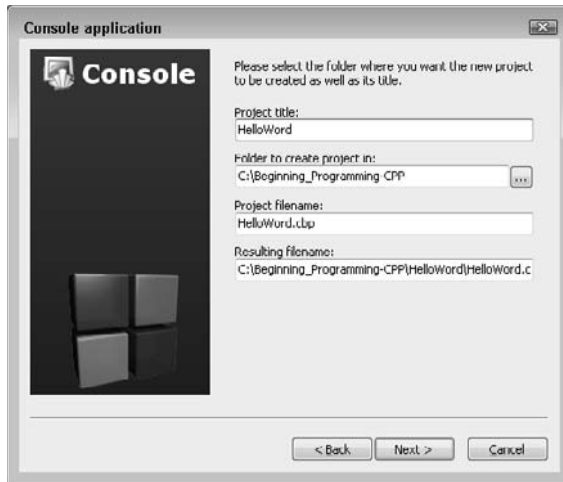 Console application
Console
Please select the folder where you want the new project
to be created as well as its title.
Project title:
HelloWord
Folder to create project in:
C:\Beginning_Programming-CPP
...
Project filename:
HelloWord.cbp
Resulting filename:
C:\Beginning_Programming-CPP\HelloWord\HelloWord.c
< Back
Next >
Cancel